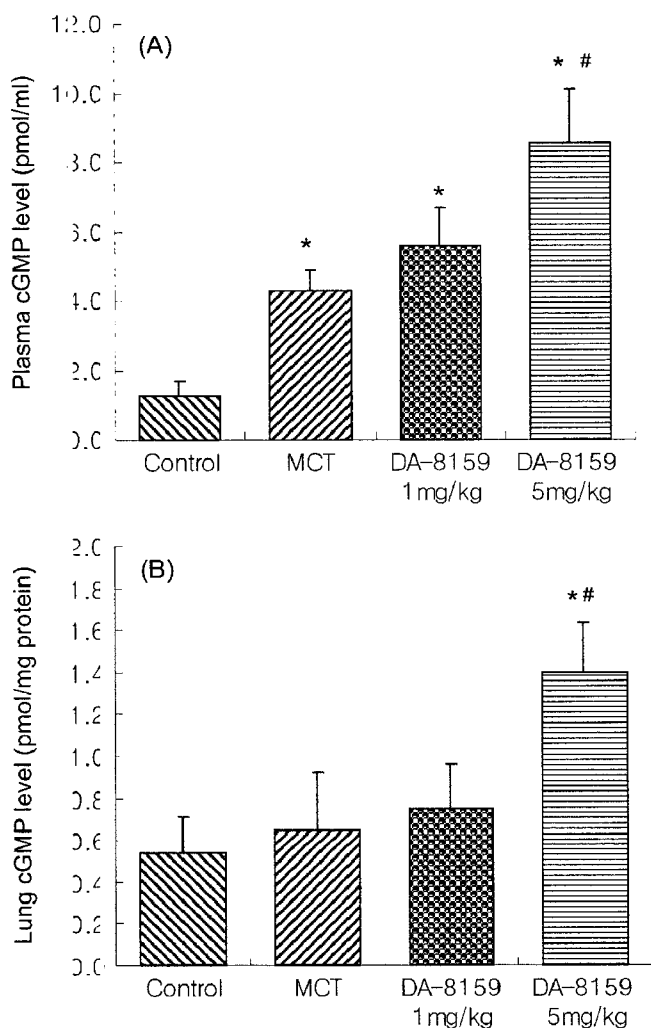 (A)
Plasma cGMP level (pmol/ml)
12.0
10.0
8.0
6.0
4.0
2.0
0.0
*
*
* #
Control
MCT
DA-8159
1mg/kg
DA-8159
5mg/kg
(B)
Lung cGMP level (pmol/mg protein)
2.0
1.8
1.6
1.4
1.2
1.0
0.8
0.6
0.4
0.2
0.0
*#
Control
MCT
DA-8159
1mg/kg
DA-8159
5mg/kg